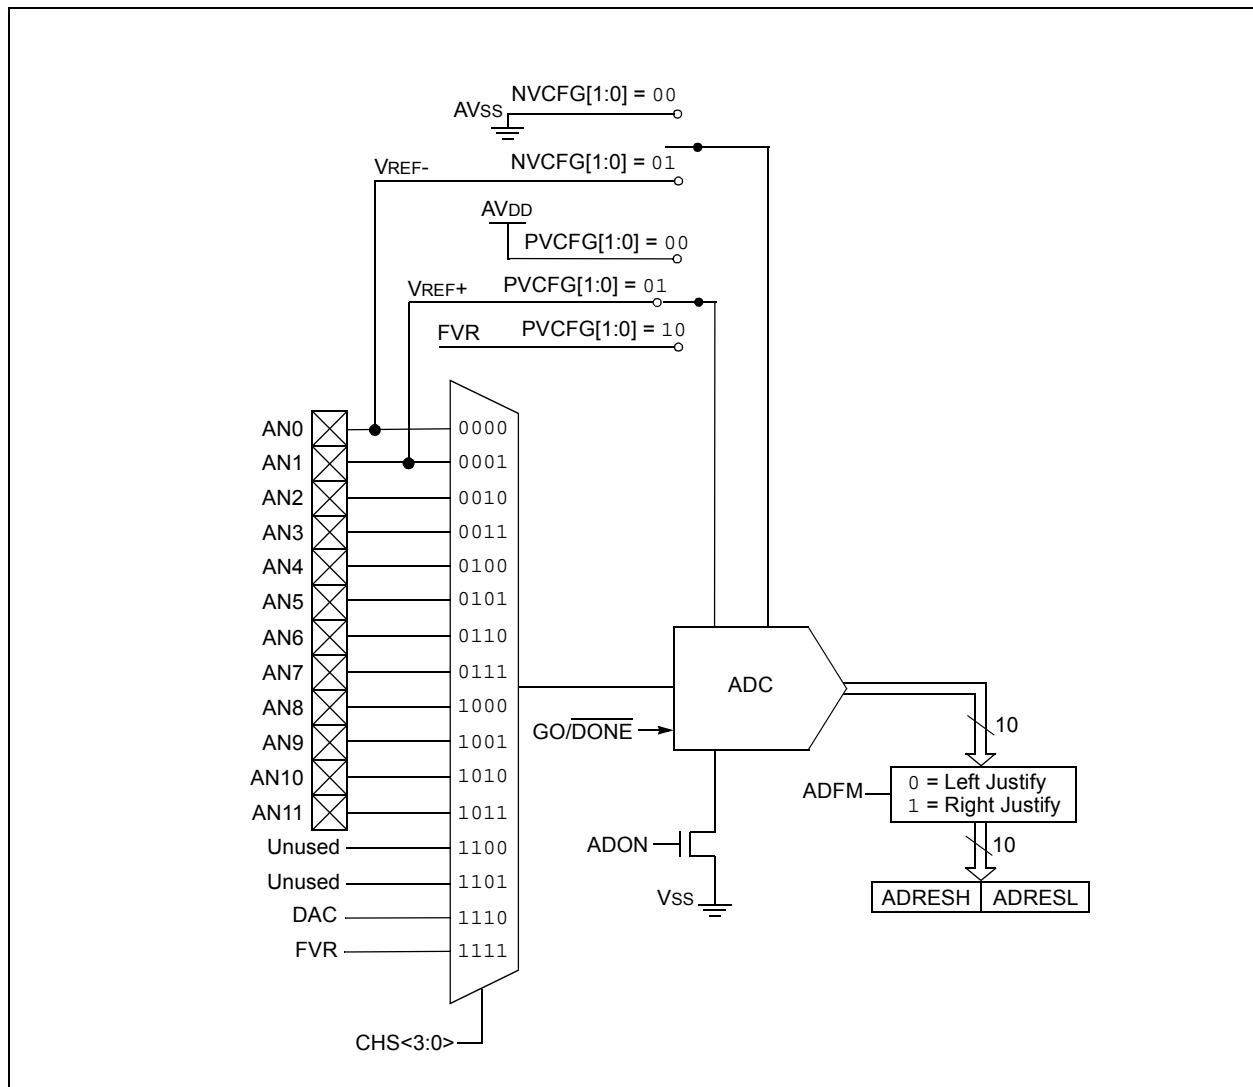 NVCFG[1:0] = 00
AVSS
VREF-
NVCFG[1:0] = 01
AVDD
PVCFG[1:0] = 00
VREF+
PVCFG[1:0] = 01
FVR
PVCFG[1:0] = 10
AN0 0000
AN1 0001
AN2 0010
AN3 0011
AN4 0100
AN5 0101
AN6 0110
AN7 0111
AN8 1000
AN9 1001
AN10 1010
AN11 1011
Unused 1100
Unused 1101
DAC 1110
FVR 1111
CHS<3:0>
ADC
GO/DONE
ADON
VSS
10
ADFM
0 = Left Justify
1 = Right Justify
10
ADRESH ADRESL